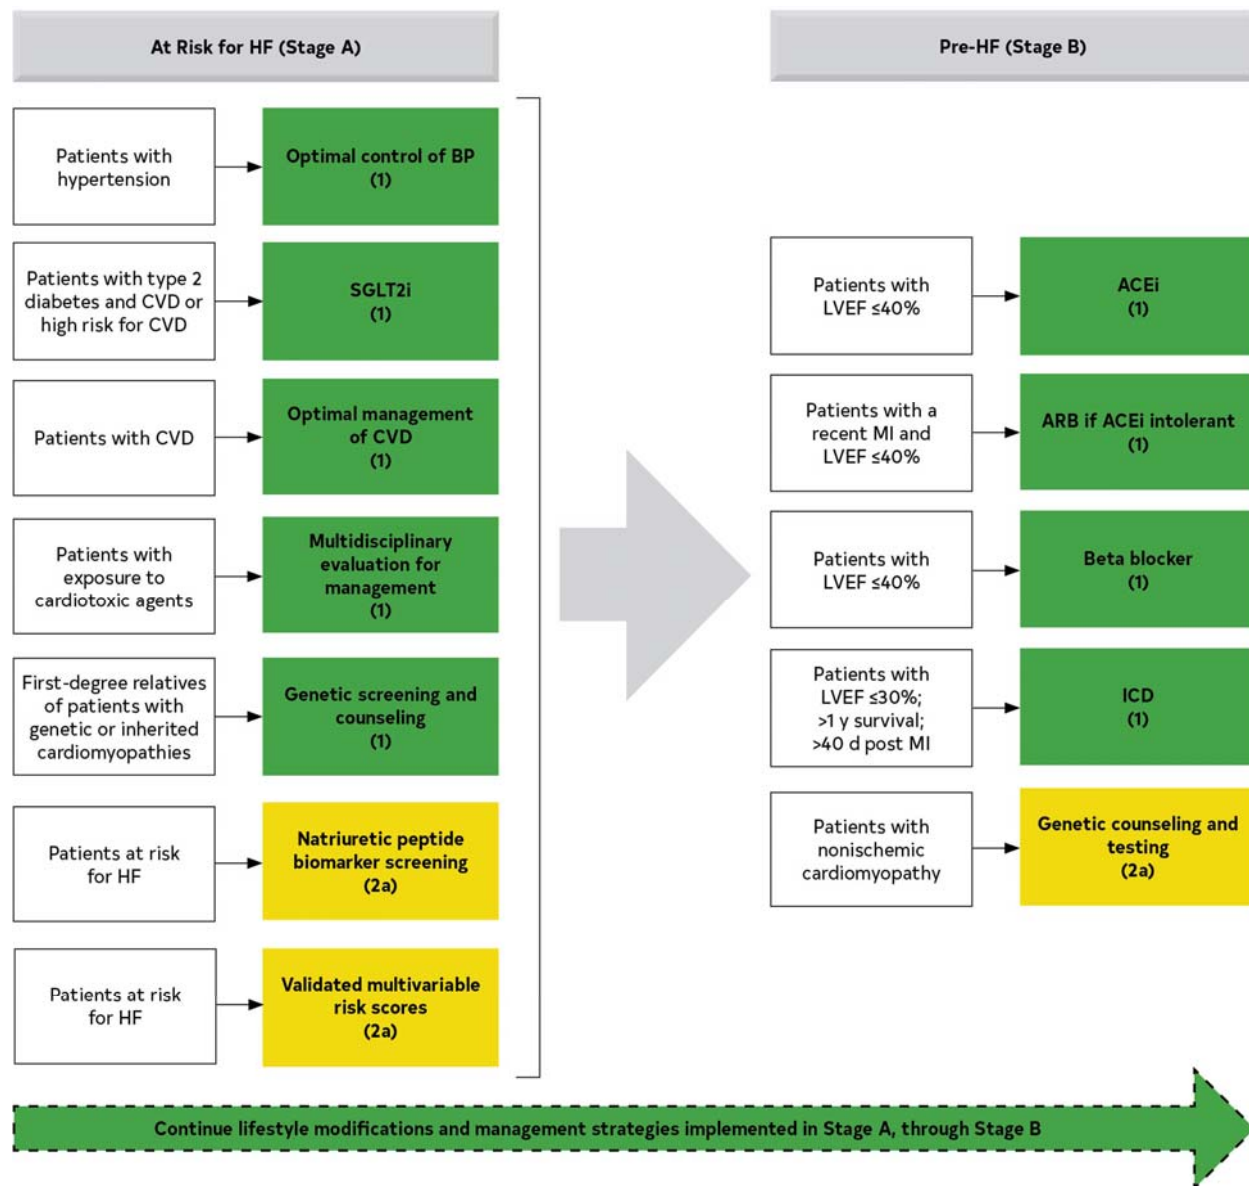 At Risk for HF (Stage A)
Patients with
hypertension
Optimal control of BP
(1)
Patients with type 2
diabetes and CVD or
high risk for CVD
SGLT2i
(1)
Patients with CVD
Optimal management
of CVD
(1)
Patients with
exposure to
cardiotoxic agents
Multidisciplinary
evaluation for
management
(1)
First-degree relatives
of patients with
genetic or inherited
cardiomyopathies
Genetic screening and
counseling
(1)
Patients at risk
for HF
Natriuretic peptide
biomarker screening
(2a)
Patients at risk
for HF
Validated multivariable
risk scores
(2a)
Pre-HF (Stage B)
Patients with
LVEF ≤40%
ACEi
(1)
Patients with a
recent MI and
LVEF ≤40%
ARB if ACEi intolerant
(1)
Patients with
LVEF ≤40%
Beta blocker
(1)
Patients with
LVEF ≤30%;
>1 y survival;
>40 d post MI
ICD
(1)
Patients with
nonischemic
cardiomyopathy
Genetic counseling and
testing
(2a)
Continue lifestyle modifications and management strategies implemented in Stage A, through Stage B